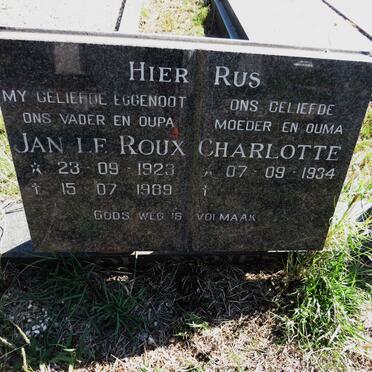 HIER RUS
MY GELIEFDE EGGENOOT
ONS VADER EN OUPA
JAN LE ROUX
☆ 23-09-1923
† 15-07-1989
ONS GELIEFDE
MOEDER EN OUMA
CHARLOTTE
☆ 07-09-1934
†
GODS WEG IS VOLMAAK